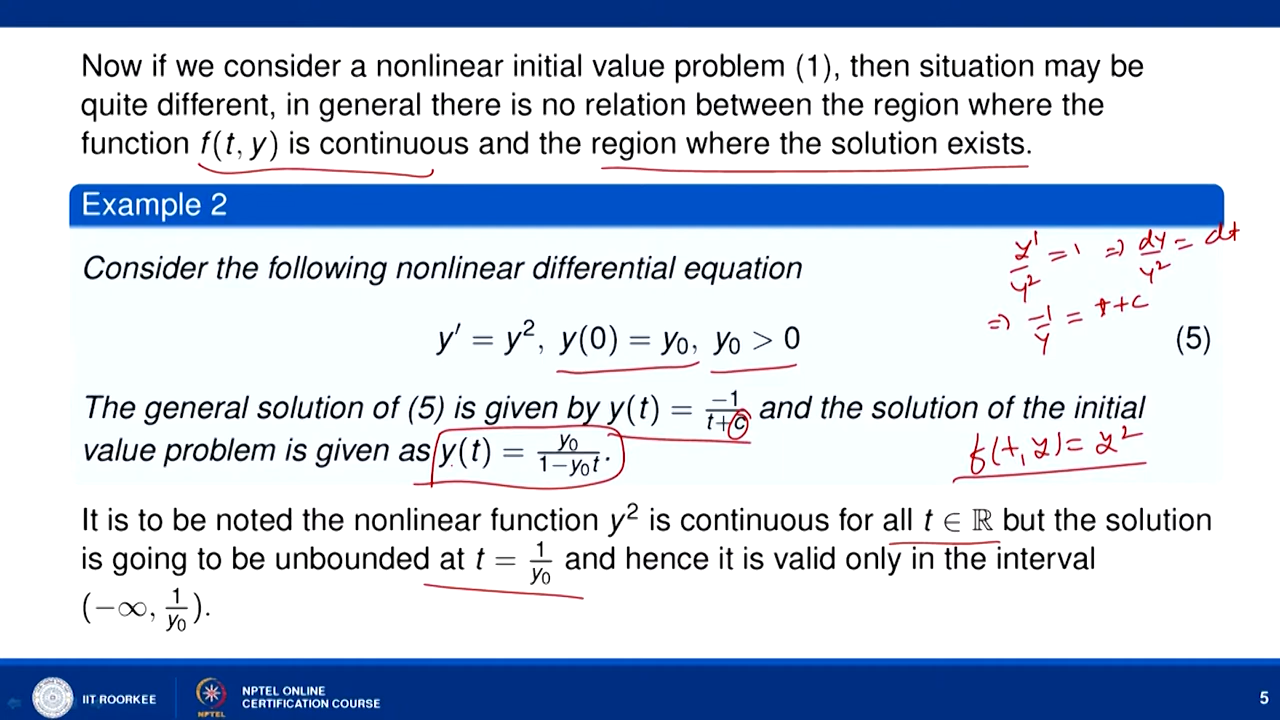 Now if we consider a nonlinear initial value problem (1), then situation may be
quite different, in general there is no relation between the region where the
function f(t, y) is continuous and the region where the solution exists.
Example 2
y'/y² = 1 ⇒ dy/y² = dt
Consider the following nonlinear differential equation
⇒ -1/y = t+c
y′ = y², y(0) = y₀, y₀ > 0 (5)
The general solution of (5) is given by y(t) = −1/(t+c) and the solution of the initial
value problem is given as y(t) = y₀/(1−y₀t).
f(t, y) = y²
It is to be noted the nonlinear function y² is continuous for all t ∈ ℝ but the solution
is going to be unbounded at t = 1/y₀ and hence it is valid only in the interval
(−∞, 1/y₀).
IIT ROORKEE
NPTEL
NPTEL ONLINE
CERTIFICATION COURSE
5